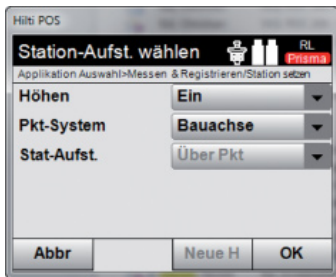 Hilti POS
Station-Aufst. wählen RL
Prisma
Applikation Auswahl>Messen & Registrieren/Station setzen
Höhen Ein
Pkt-System Bauachse
Stat-Aufst. Über Pkt
Abbr Neue H OK